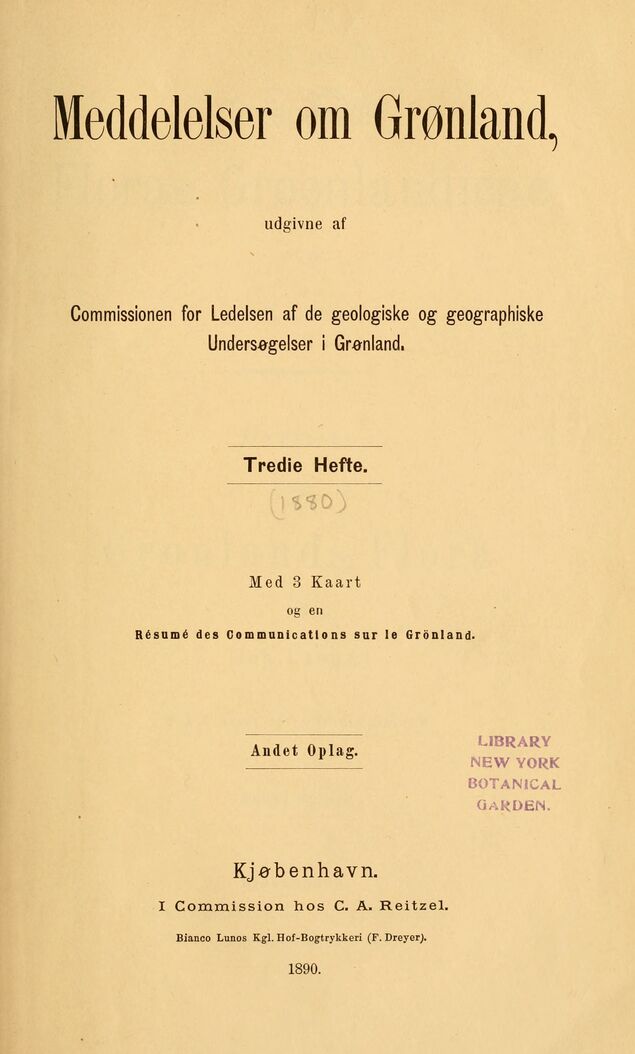 Meddelelser om Grønland,
udgivne af
Commissionen for Ledelsen af de geologiske og geographiske
Undersøgelser i Grønland.
Tredie Hefte.
(1880)
Med 3 Kaart
og en
Résumé des Communications sur le Grönland.
Andet Oplag.
LIBRARY
NEW YORK
BOTANICAL
GARDEN.
Kjøbenhavn.
I Commission hos C. A. Reitzel.
Bianco Lunos Kgl. Hof-Bogtrykkeri (F. Dreyer).
1890.